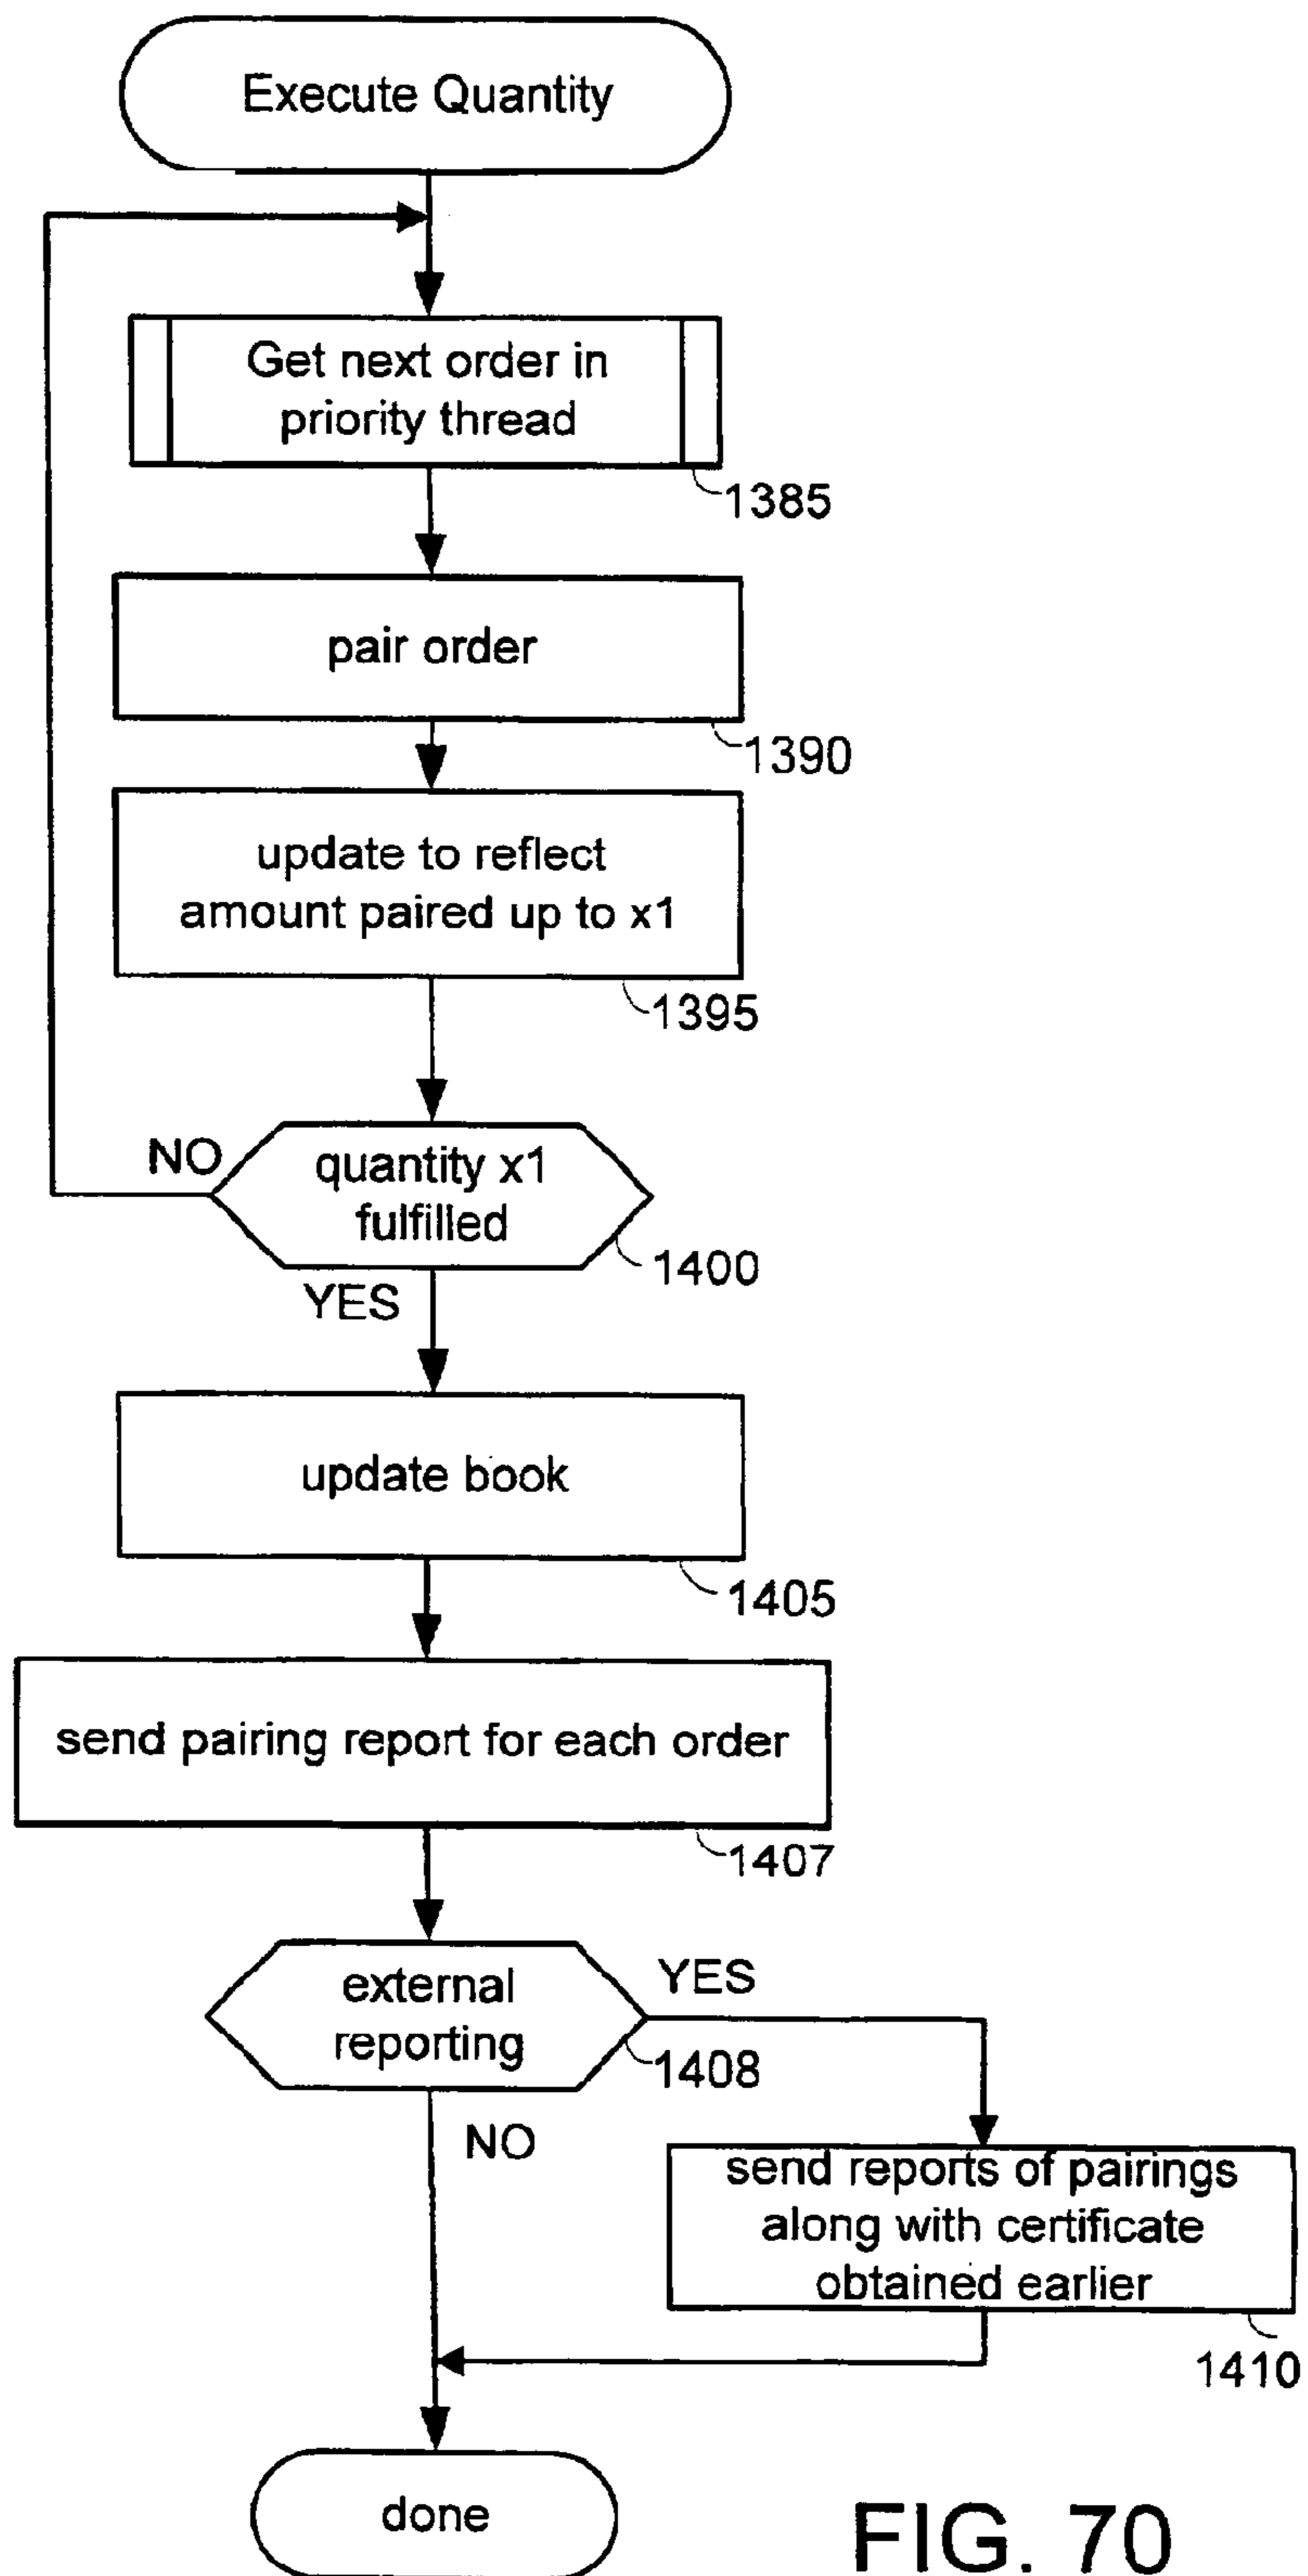 Execute Quantity
Get next order in
priority thread
1385
pair order
1390
update to reflect
amount paired up to x1
1395
NO
quantity x1
fulfilled
1400
YES
update book
1405
send pairing report for each order
1407
external
reporting
YES
1408
NO
send reports of pairings
along with certificate
obtained earlier
1410
done
FIG. 70